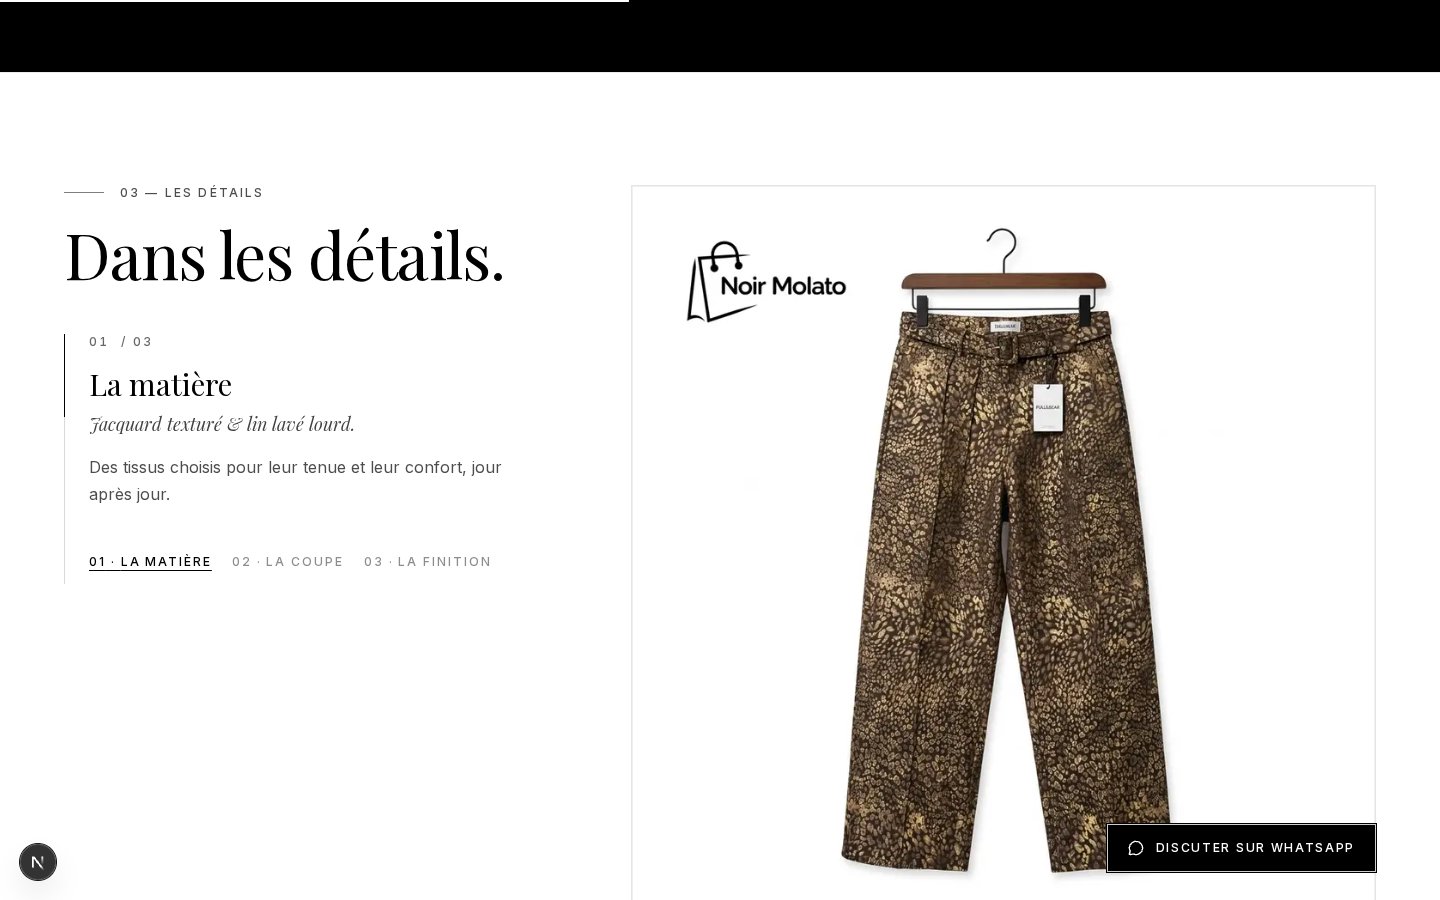 03 — LES DÉTAILS
Dans les détails.
01 / 03
La matière
Jacquard texturé & lin lavé lourd.
Des tissus choisis pour leur tenue et leur confort, jour
après jour.
01 · LA MATIÈRE 02 · LA COUPE 03 · LA FINITION
Noir Molato
PULL&BEAR
N
DISCUTER SUR WHATSAPP